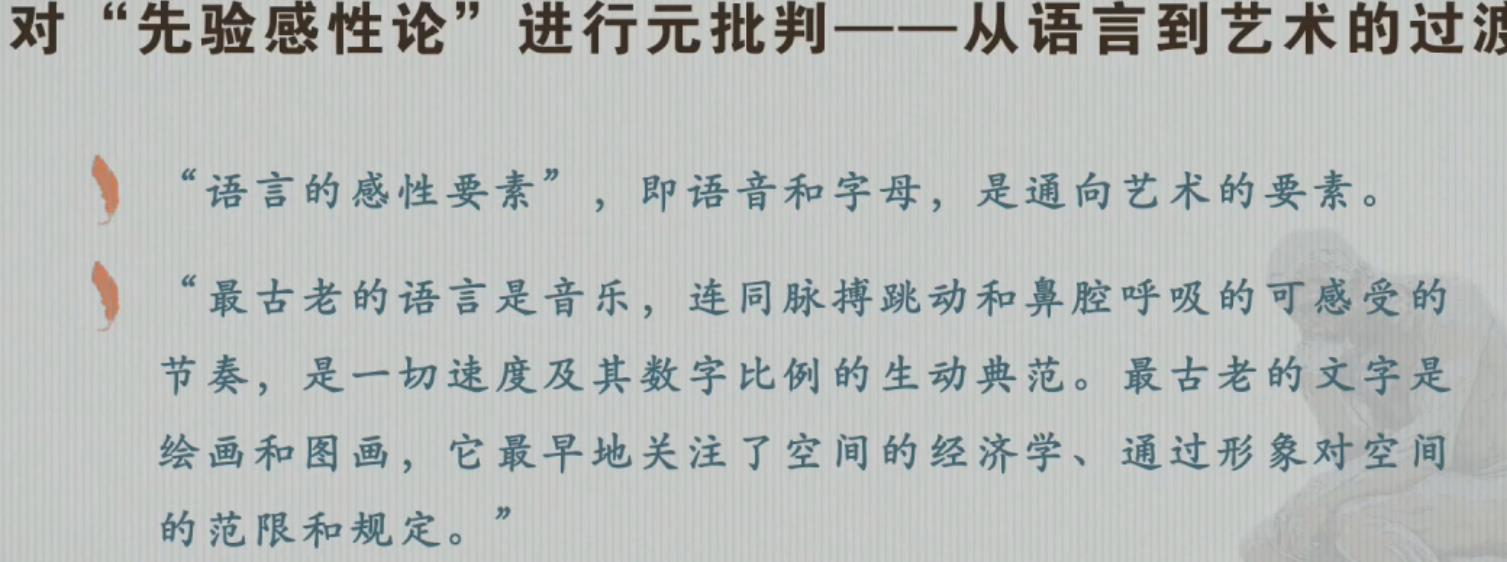 对“先验感性论”进行元批判——从语言到艺术的过渡
“语言的感性要素”，即语音和字母，是通向艺术的要素。
“最古老的语言是音乐，连同脉搏跳动和鼻腔呼吸的可感受的
节奏，是一切速度及其数字比例的生动典范。最古老的文字是
绘画和图画，它最早地关注了空间的经济学、通过形象对空间
的范限和规定。”